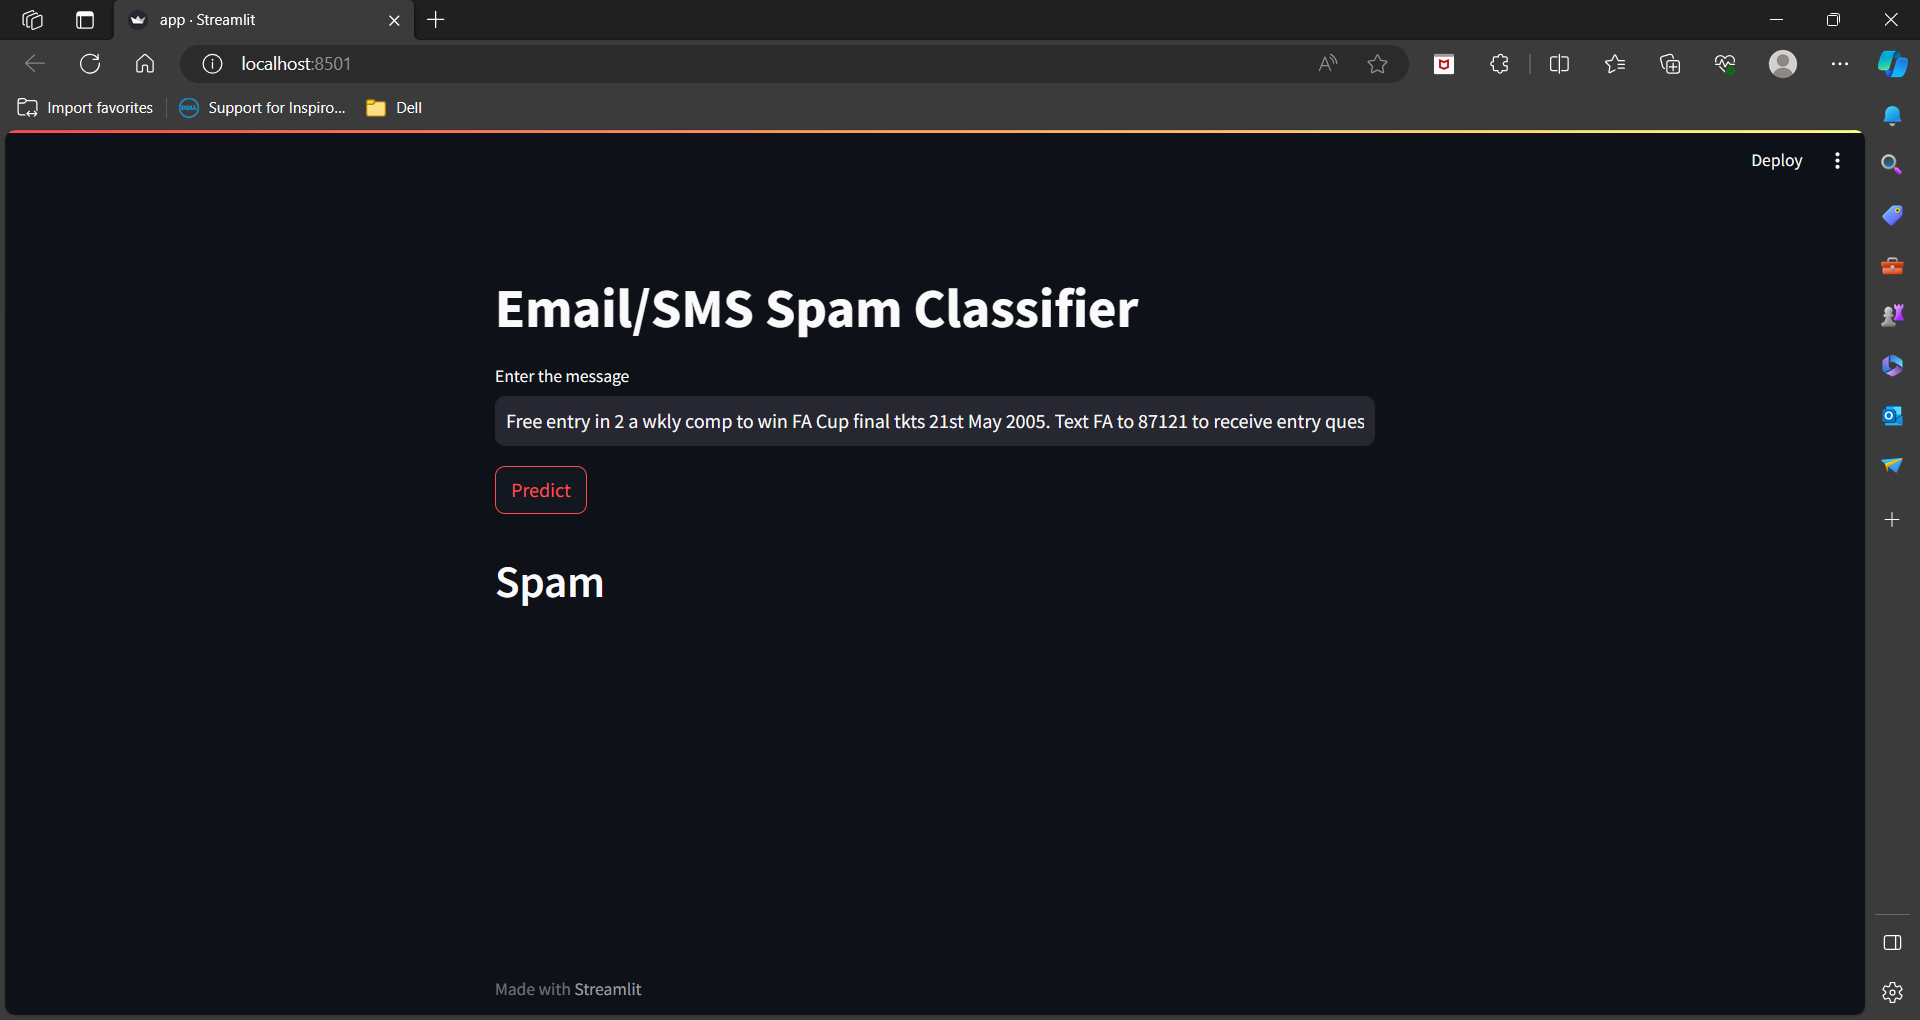 app · Streamlit
localhost:8501
Import favorites
DELL
Support for Inspiro...
Dell
Deploy
Email/SMS Spam Classifier
Enter the message
Free entry in 2 a wkly comp to win FA Cup final tkts 21st May 2005. Text FA to 87121 to receive entry ques
Predict
Spam
Made with Streamlit